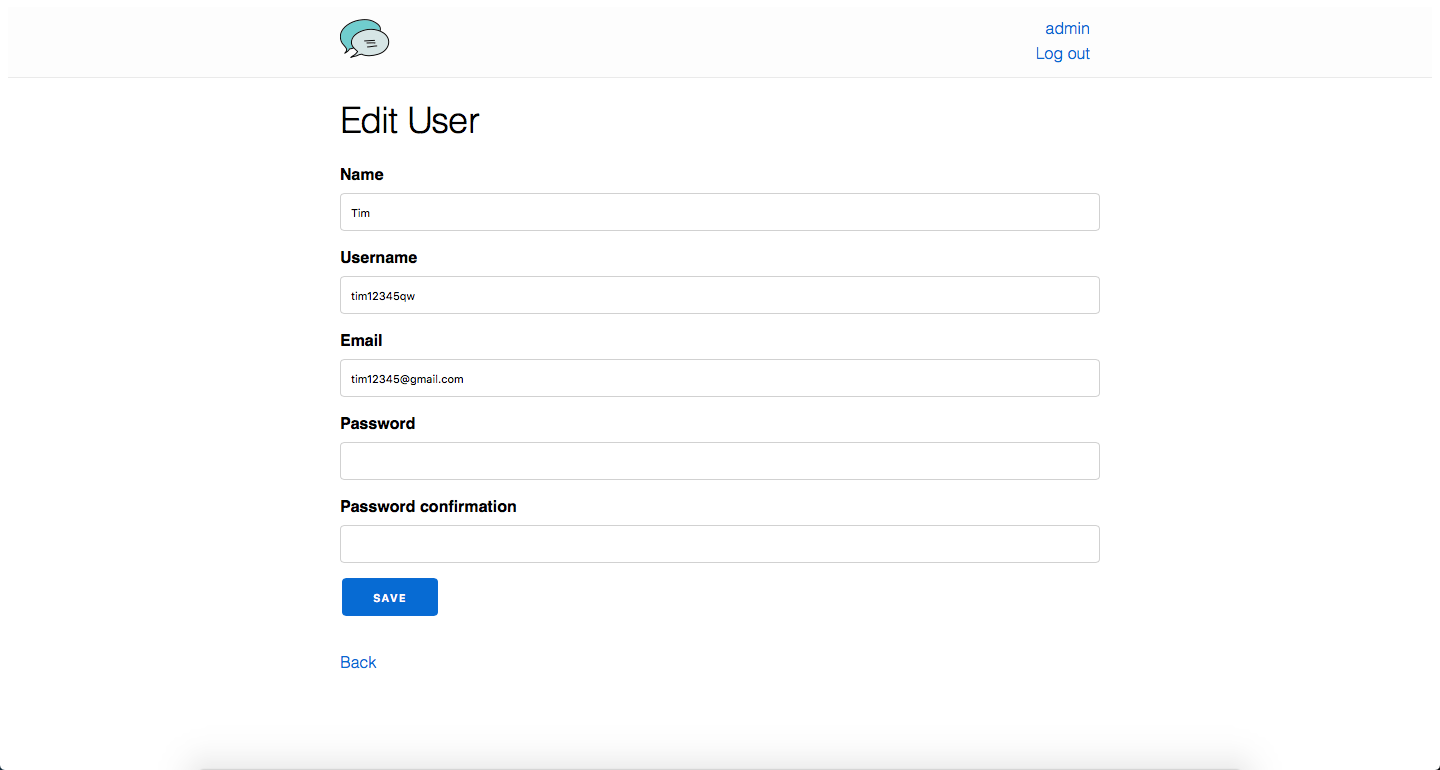 admin
Log out
Edit User
Name
Tim
Username
tim12345qw
Email
tim12345@gmail.com
Password
Password confirmation
SAVE
Back